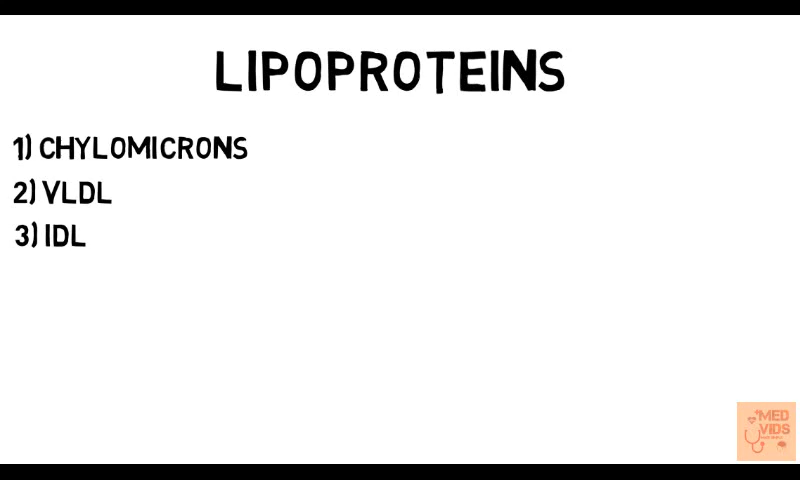 LIPOPROTEINS
1) CHYLOMICRONS
2) VLDL
3) IDL
MED
VIDS